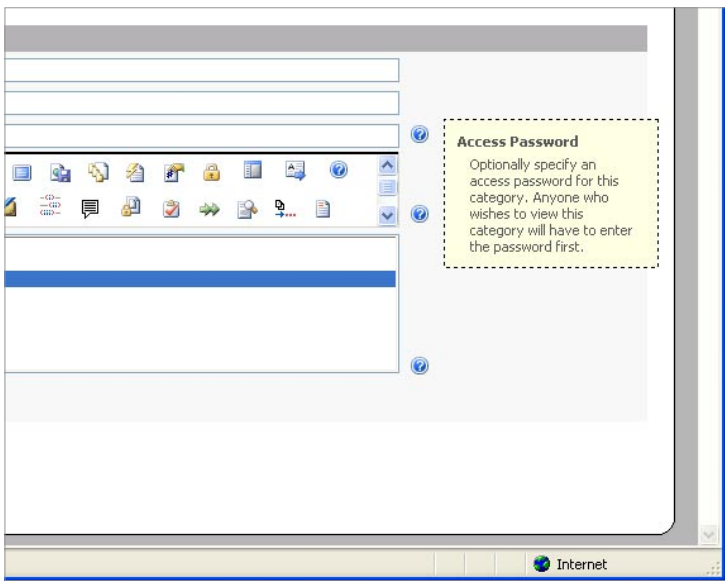 Access Password
Optionally specify an
access password for this
category. Anyone who
wishes to view this
category will have to enter
the password first.
Internet